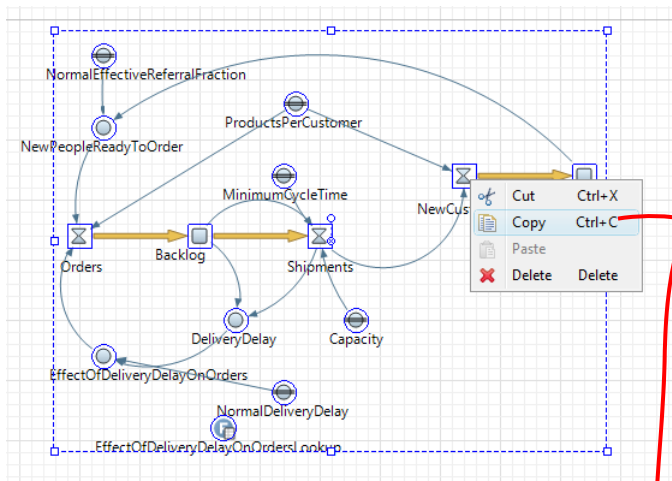 NormalEffectiveReferralFraction
ProductsPerCustomer
NewPeopleReadyToOrder
MinimumCycleTime
NewCus
Cut Ctrl+X
Copy Ctrl+C
Paste
Delete Delete
Orders
Backlog
Shipments
DeliveryDelay
Capacity
EffectOfDeliveryDelayOnOrders
NormalDeliveryDelay
EffectOfDeliveryDelayOnOrdersLookup